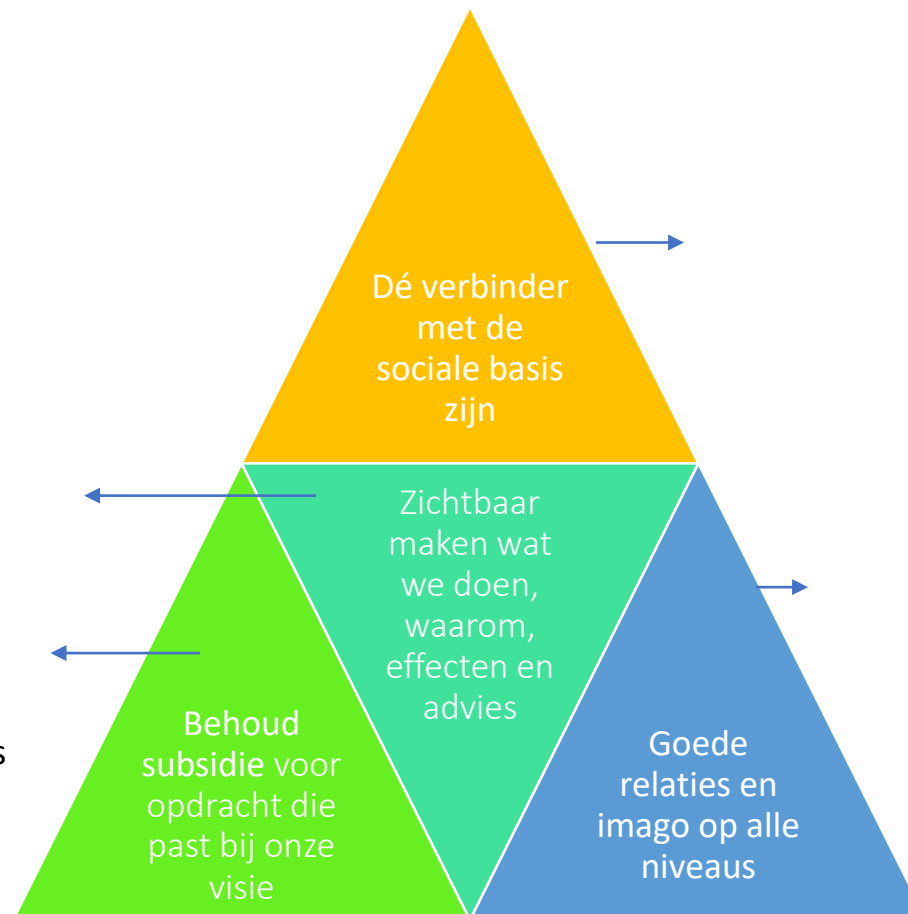 Dé verbinder
met de
sociale basis
zijn
Zichtbaar
maken wat
we doen,
waarom,
effecten en
advies
Behoud
subsidie voor
opdracht die
past bij onze
visie
Goede
relaties en
imago op alle
niveaus